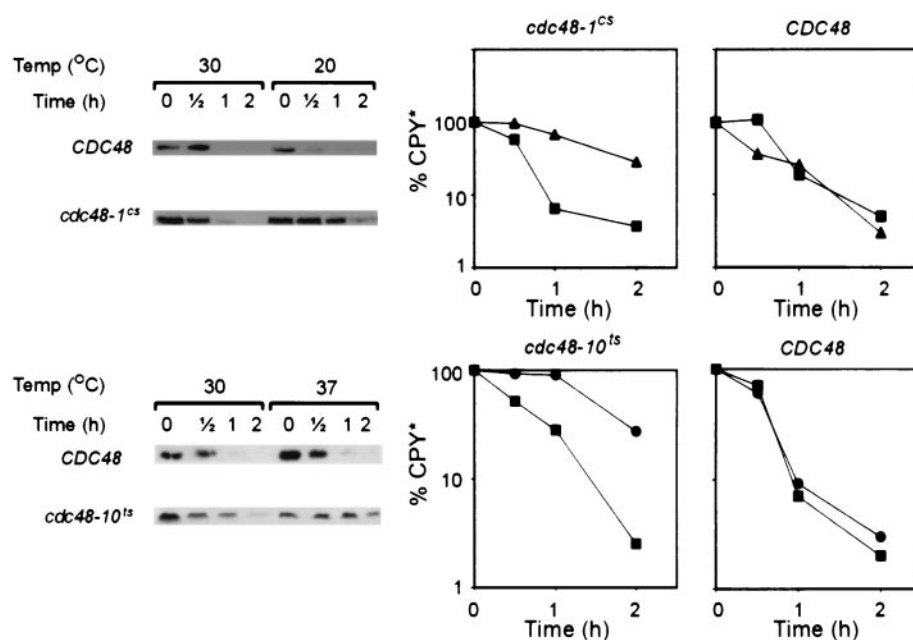 Temp (°C) 30 20
Time (h) 0 ½ 1 2 0 ½ 1 2
CDC48
cdc48-1cs
cdc48-1cs
% CPY*
100
10
1
0 1 2
Time (h)
CDC48
0 1 2
Time (h)
Temp (°C) 30 37
Time (h) 0 ½ 1 2 0 ½ 1 2
CDC48
cdc48-10ts
cdc48-10ts
% CPY*
100
10
1
0 1 2
Time (h)
CDC48
0 1 2
Time (h)